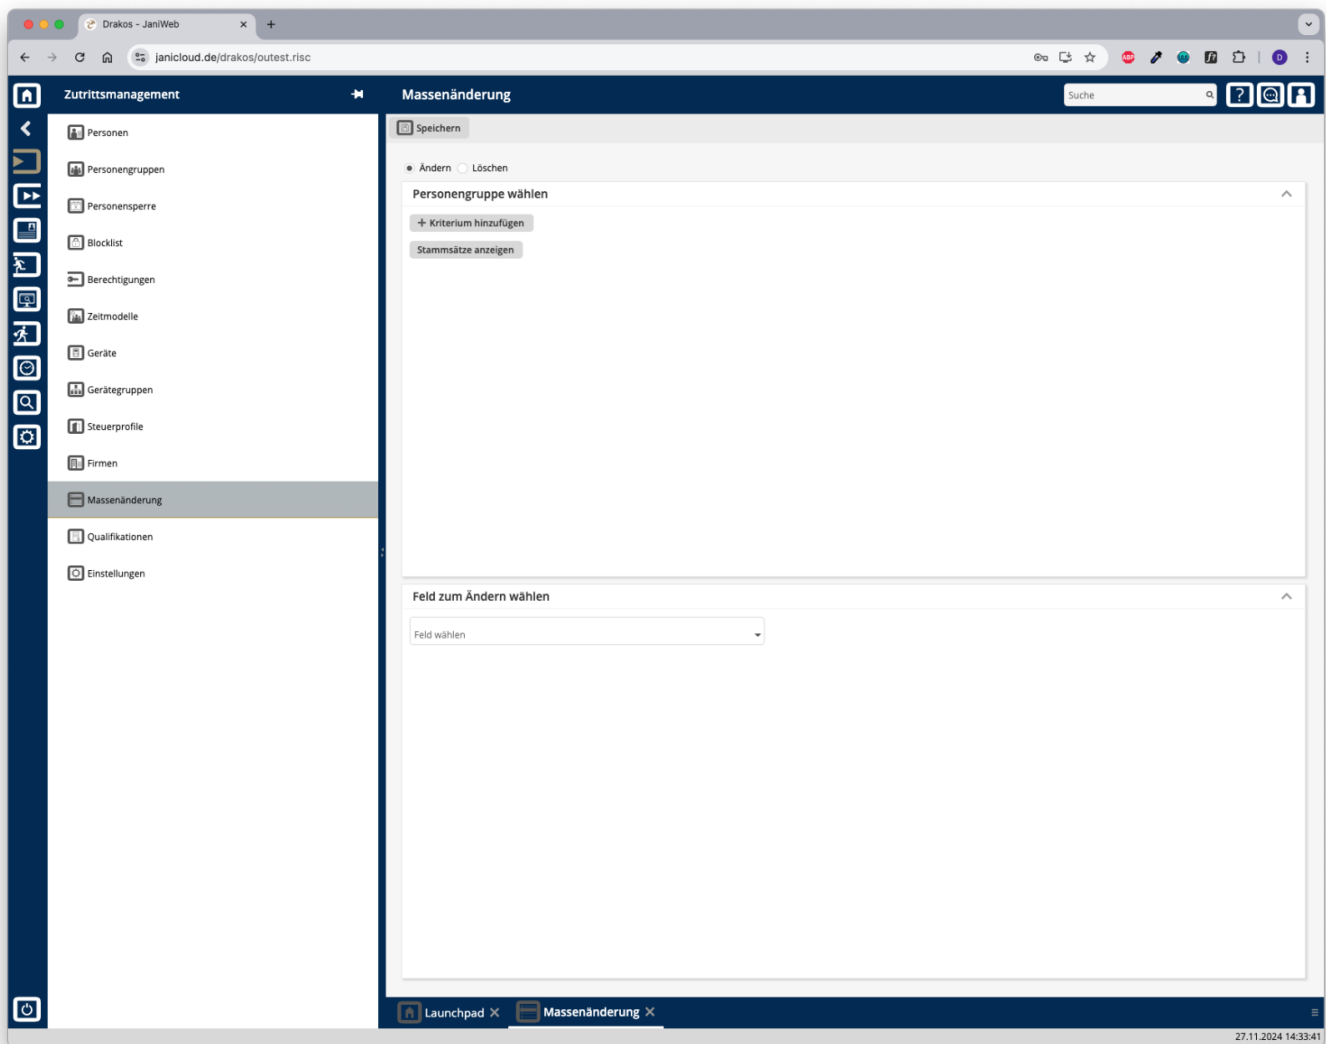 Drakos - JaniWeb
janicloud.de/drakos/outest.risc
ABP
D
Zutrittsmanagement
Massenänderung
Suche
?
Personen
Speichern
Personengruppen
Ändern Löschen
Personengruppe wählen
Personensperre
+ Kriterium hinzufügen
Blocklist
Stammsätze anzeigen
Berechtigungen
Zeitmodelle
Geräte
Gerätegruppen
Steuerprofile
Firmen
Massenänderung
Qualifikationen
Einstellungen
Feld zum Ändern wählen
Feld wählen
Launchpad
Massenänderung
27.11.2024 14:33:41